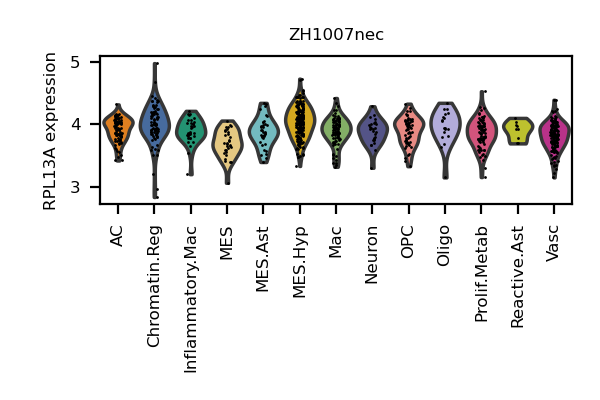 ZH1007nec
RPL13A expression
5
4
3
AC
Chromatin.Reg
Inflammatory.Mac
MES
MES.Ast
MES.Hyp
Mac
Neuron
OPC
Oligo
Prolif.Metab
Reactive.Ast
Vasc